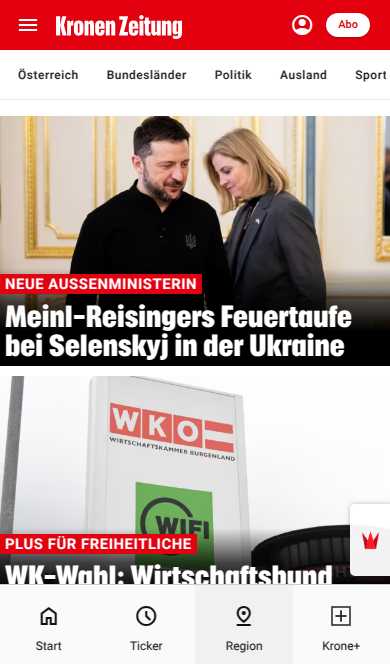 Kronen Zeitung
Abo
Österreich
Bundesländer
Politik
Ausland
Sport
NEUE AUSSENMINISTERIN
Meinl-Reisingers Feuertaufe
bei Selenskyj in der Ukraine
WKO
WIRTSCHAFTSKAMMER BURGENLAND
WIFI
PLUS FÜR FREIHEITLICHE
WK-Wahl: Wirtschaftsbund
Start
Ticker
Region
Krone+